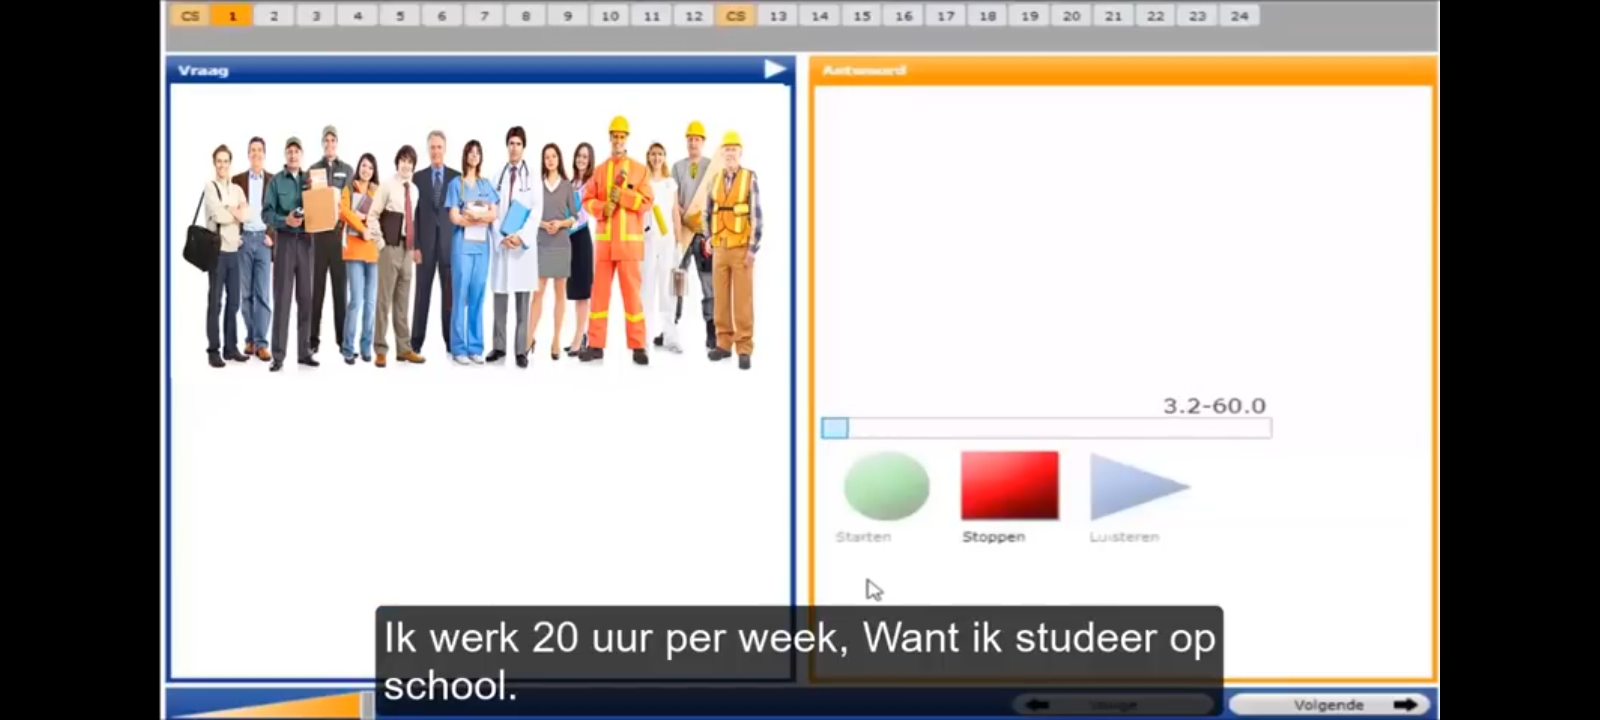 CS 1 2 3 4 5 6 7 8 9 10 11 12 CS 13 14 15 16 17 18 19 20 21 22 23 24
Vraag
Antwoord
3.2-60.0
Starten Stoppen Luisteren
Ik werk 20 uur per week, Want ik studeer op
school.
Volgende